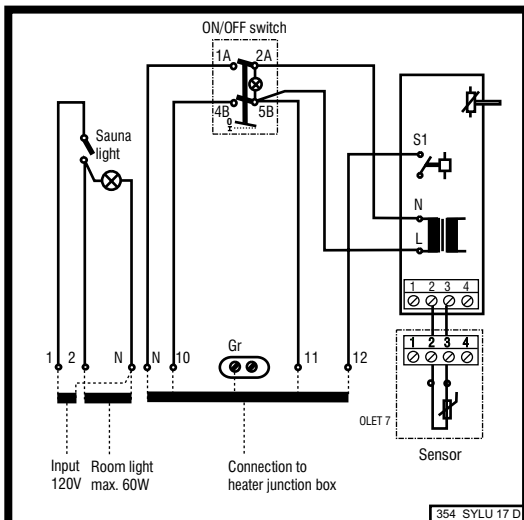 ON/OFF switch
1A 2A
4B 5B
0
I
Sauna
light
S1
N
L
1 2 3 4
1 2 3 4
OLET 7
Sensor
Gr
1 2 N N 10 11 12
Input
120V
Room light
max. 60W
Connection to
heater junction box
354 SYLU 17 D